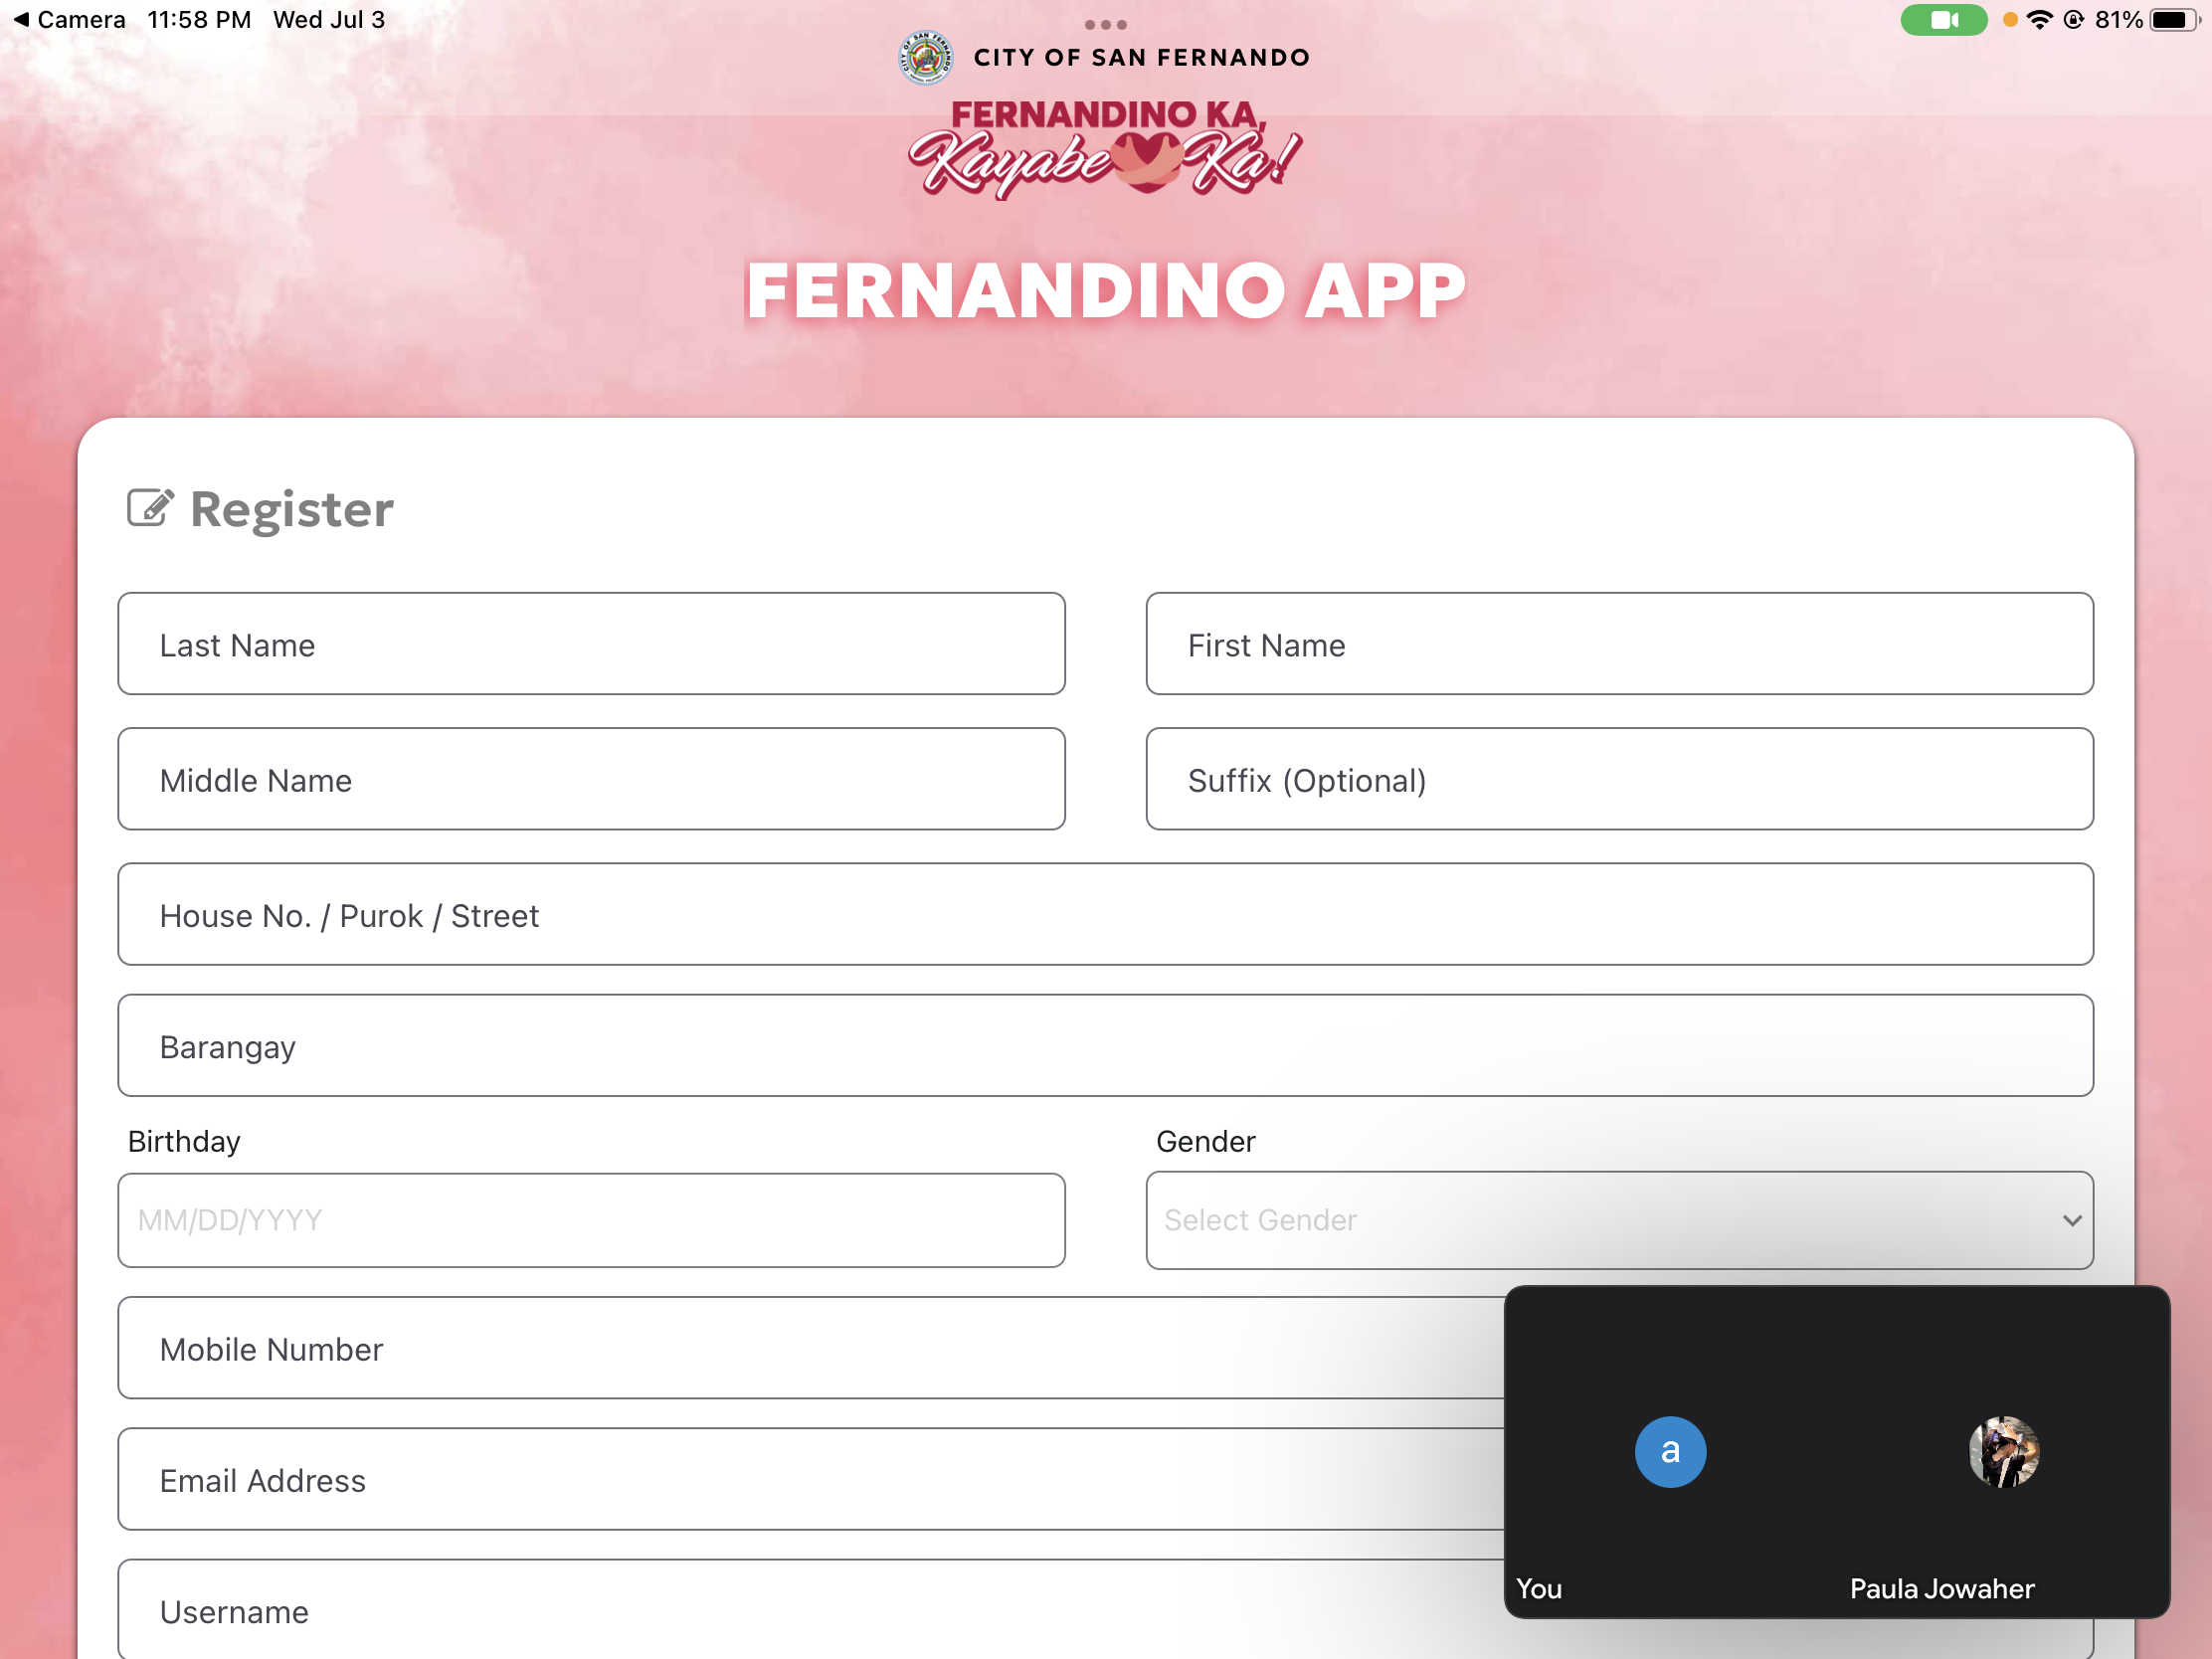 Camera 11:58 PM Wed Jul 3
81%
CITY OF SAN FERNANDO
FERNANDINO KA,
Kayabe Ka!
FERNANDINO APP
Register
Last Name
First Name
Middle Name
Suffix (Optional)
House No. / Purok / Street
Barangay
Birthday
Gender
MM/DD/YYYY
Select Gender
Mobile Number
Email Address
Username
a
You
Paula Jowaher